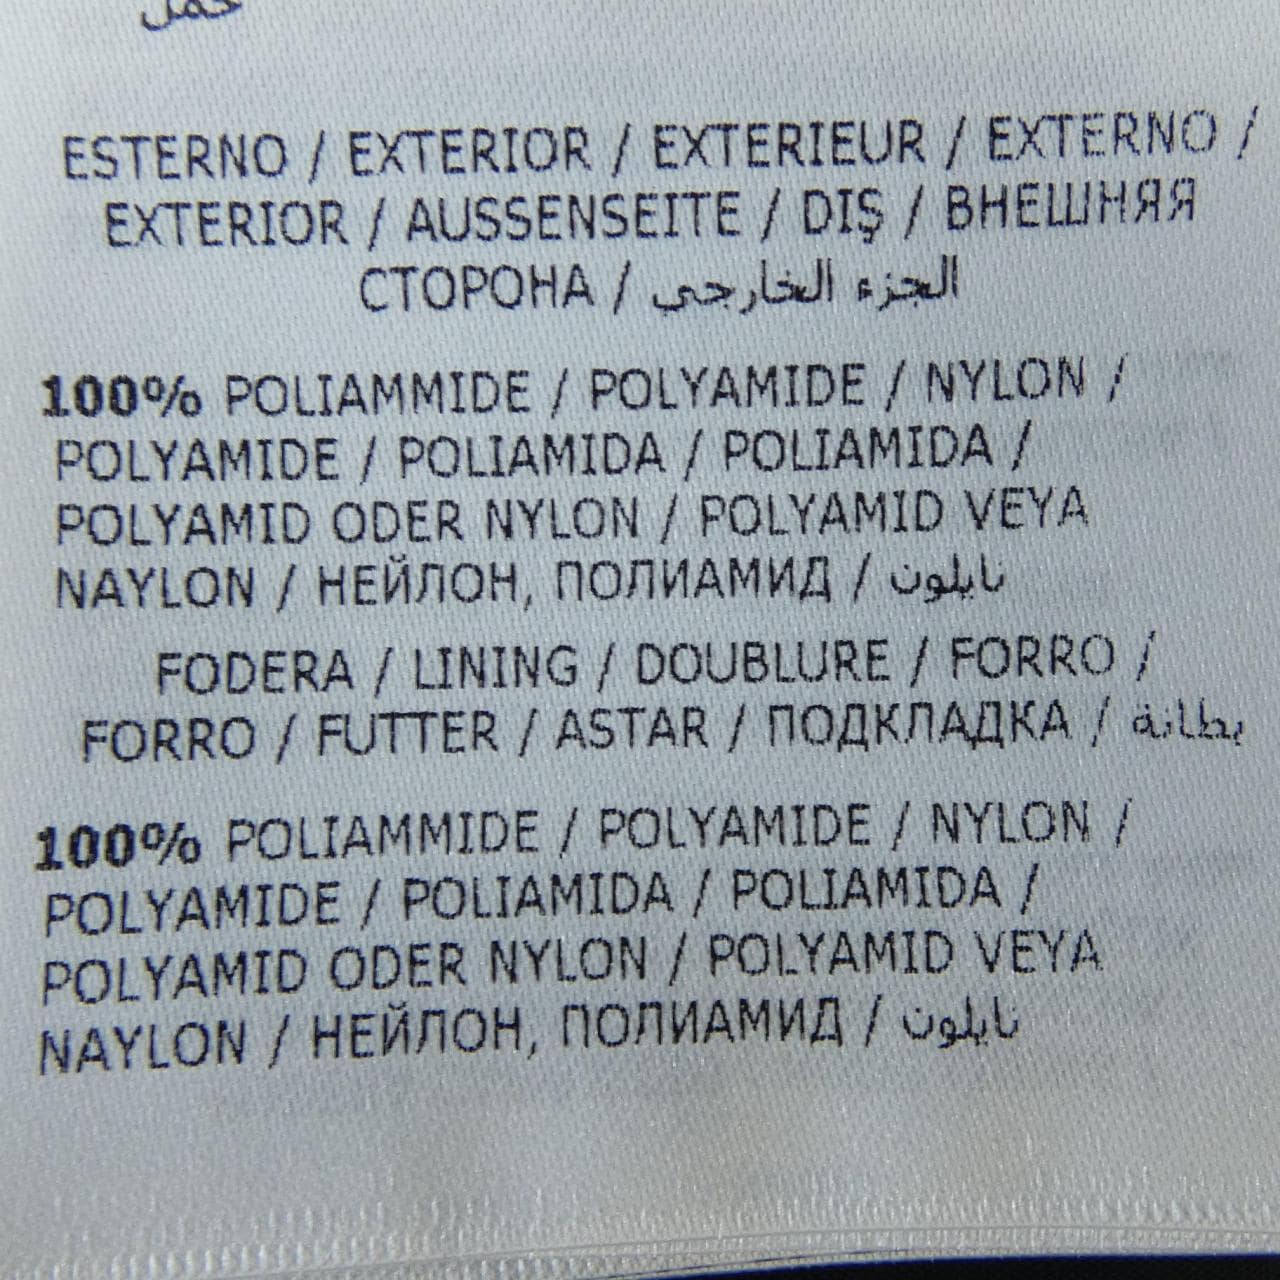 ESTERNO / EXTERIOR / EXTERIEUR / EXTERNO /
EXTERIOR / AUSSENSEITE / DIŞ / ВНЕШНЯЯ
СТОРОНА / الجزء الخارجي
100% POLIAMMIDE / POLYAMIDE / NYLON /
POLYAMIDE / POLIAMIDA / POLIAMIDA /
POLYAMID ODER NYLON / POLYAMID VEYA
NAYLON / НЕЙЛОН, ПОЛИАМИД / نايلون
FODERA / LINING / DOUBLURE / FORRO /
FORRO / FUTTER / ASTAR / ПОДКЛАДКА / بطانة
100% POLIAMMIDE / POLYAMIDE / NYLON /
POLYAMIDE / POLIAMIDA / POLIAMIDA /
POLYAMID ODER NYLON / POLYAMID VEYA
NAYLON / НЕЙЛОН, ПОЛИАМИД / نايلون